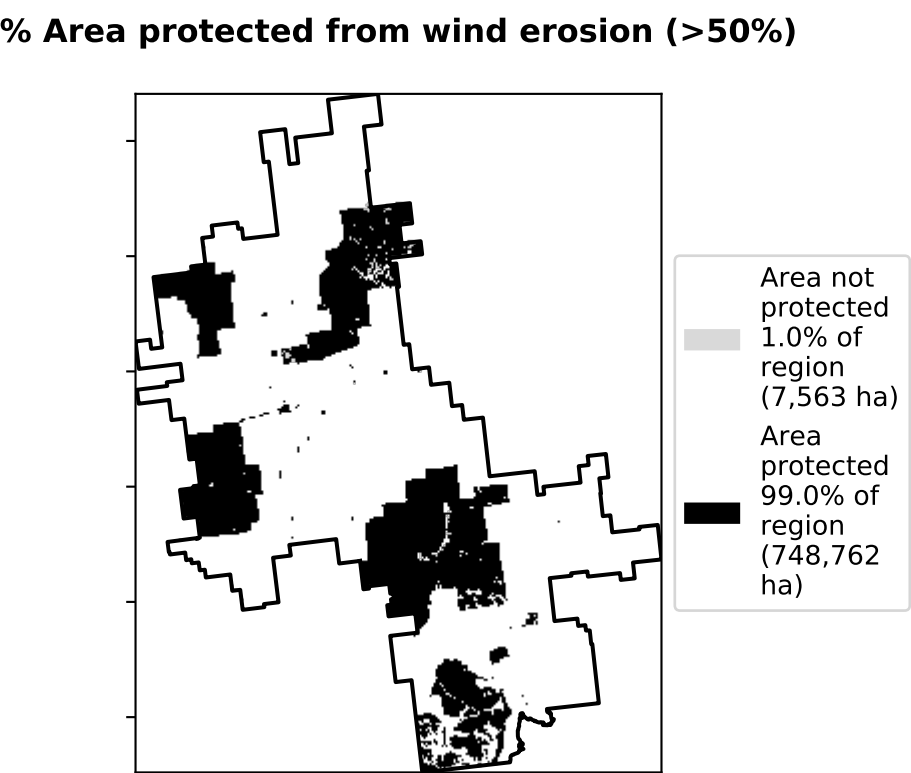 % Area protected from wind erosion (>50%)
Area not
protected
1.0% of
region
(7,563 ha)
Area
protected
99.0% of
region
(748,762
ha)